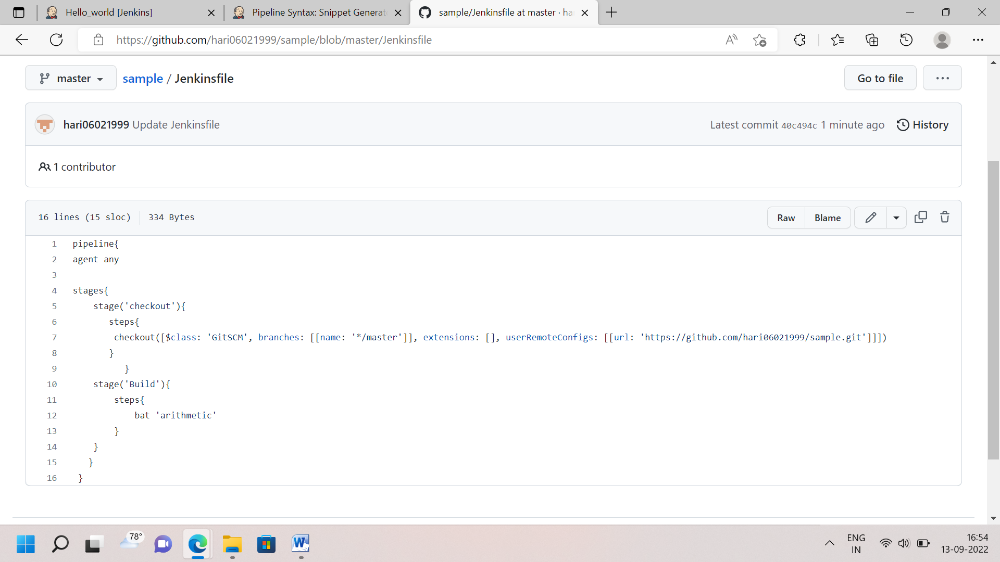 Hello_world [Jenkins]
Pipeline Syntax: Snippet Generat
sample/Jenkinsfile at master · ha
https://github.com/hari06021999/sample/blob/master/Jenkinsfile
master
sample / Jenkinsfile
Go to file
hari06021999 Update Jenkinsfile
Latest commit 40c494c 1 minute ago
History
1 contributor
16 lines (15 sloc)
334 Bytes
Raw
Blame
1 pipeline{
2 agent any
3
4 stages{
5     stage('checkout'){
6        steps{
7         checkout([$class: 'GitSCM', branches: [[name: '*/master']], extensions: [], userRemoteConfigs: [[url: 'https://github.com/hari06021999/sample.git']]])
8        }
9           }
10     stage('Build'){
11         steps{
12             bat 'arithmetic'
13         }
14     }
15    }
16  }
78°
W
ENG
IN
16:54
13-09-2022